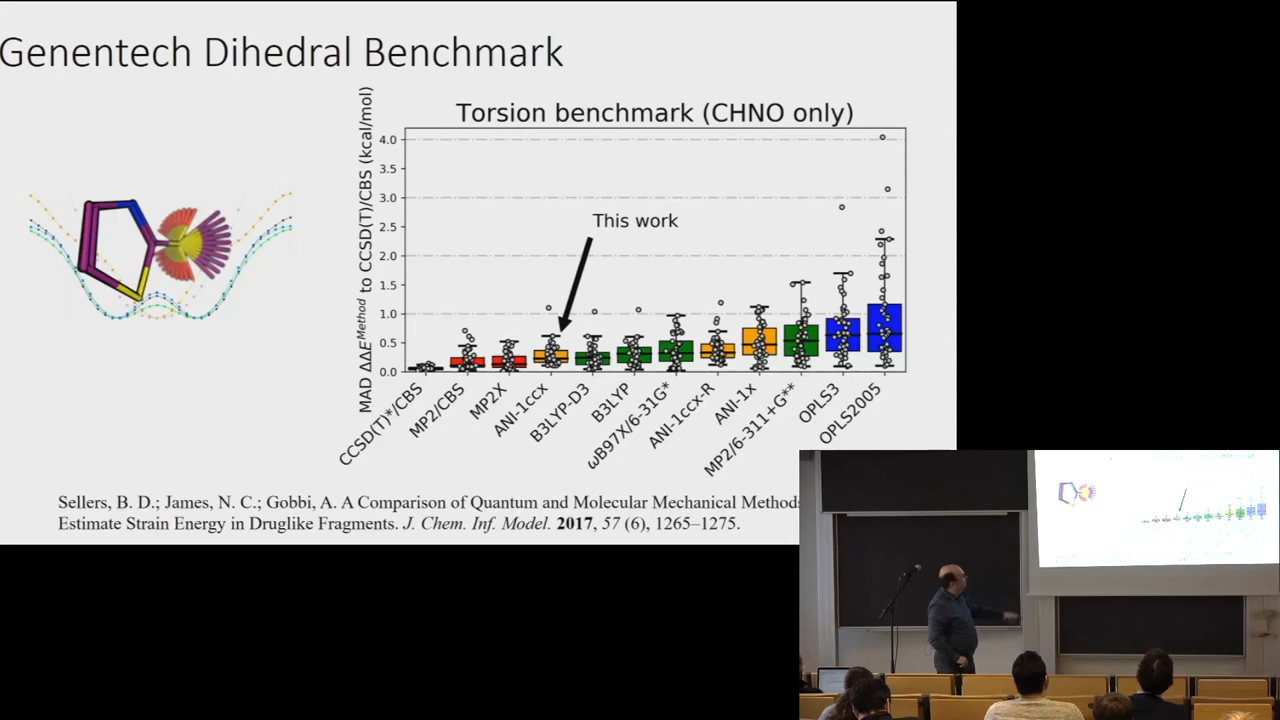 Genentech Dihedral Benchmark
Torsion benchmark (CHNO only)
MAD ΔΔE^Method to CCSD(T)/CBS (kcal/mol)
4.0
3.5
3.0
2.5
2.0
1.5
1.0
0.5
0.0
This work
CCSD(T)*/CBS
MP2/CBS
MP2X
ANI-1ccx
B3LYP-D3
B3LYP
ωB97X/6-31G*
ANI-1ccx-R
ANI-1x
MP2/6-311+G**
OPLS3
OPLS2005
Sellers, B. D.; James, N. C.; Gobbi, A. A Comparison of Quantum and Molecular Mechanical Methods
Estimate Strain Energy in Druglike Fragments. J. Chem. Inf. Model. 2017, 57 (6), 1265–1275.